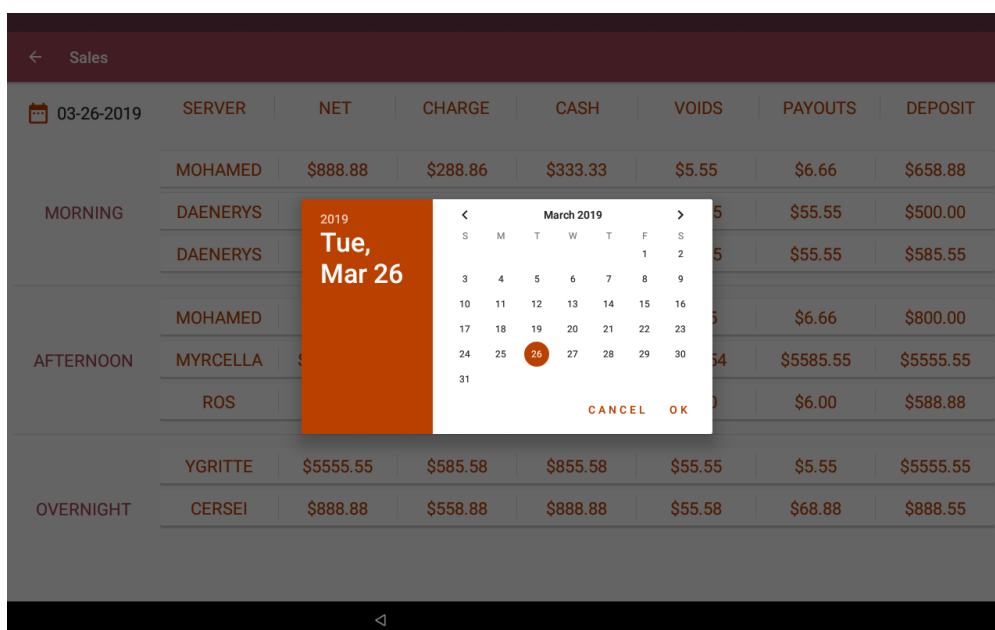 Sales
03-26-2019 SERVER NET CHARGE CASH VOIDS PAYOUTS DEPOSIT
MOHAMED $888.88 $288.86 $333.33 $5.55 $6.66 $658.88
MORNING DAENERYS $55.55 $500.00
DAENERYS $55.55 $585.55
MOHAMED $6.66 $800.00
AFTERNOON MYRCELLA $5585.55 $5555.55
ROS $6.00 $588.88
YGRITTE $5555.55 $585.58 $855.58 $55.55 $5.55 $5555.55
OVERNIGHT CERSEI $888.88 $558.88 $888.88 $55.58 $68.88 $888.55
2019
Tue,
Mar 26
March 2019
S M T W T F S
1 2
3 4 5 6 7 8 9
10 11 12 13 14 15 16
17 18 19 20 21 22 23
24 25 26 27 28 29 30
31
CANCEL OK